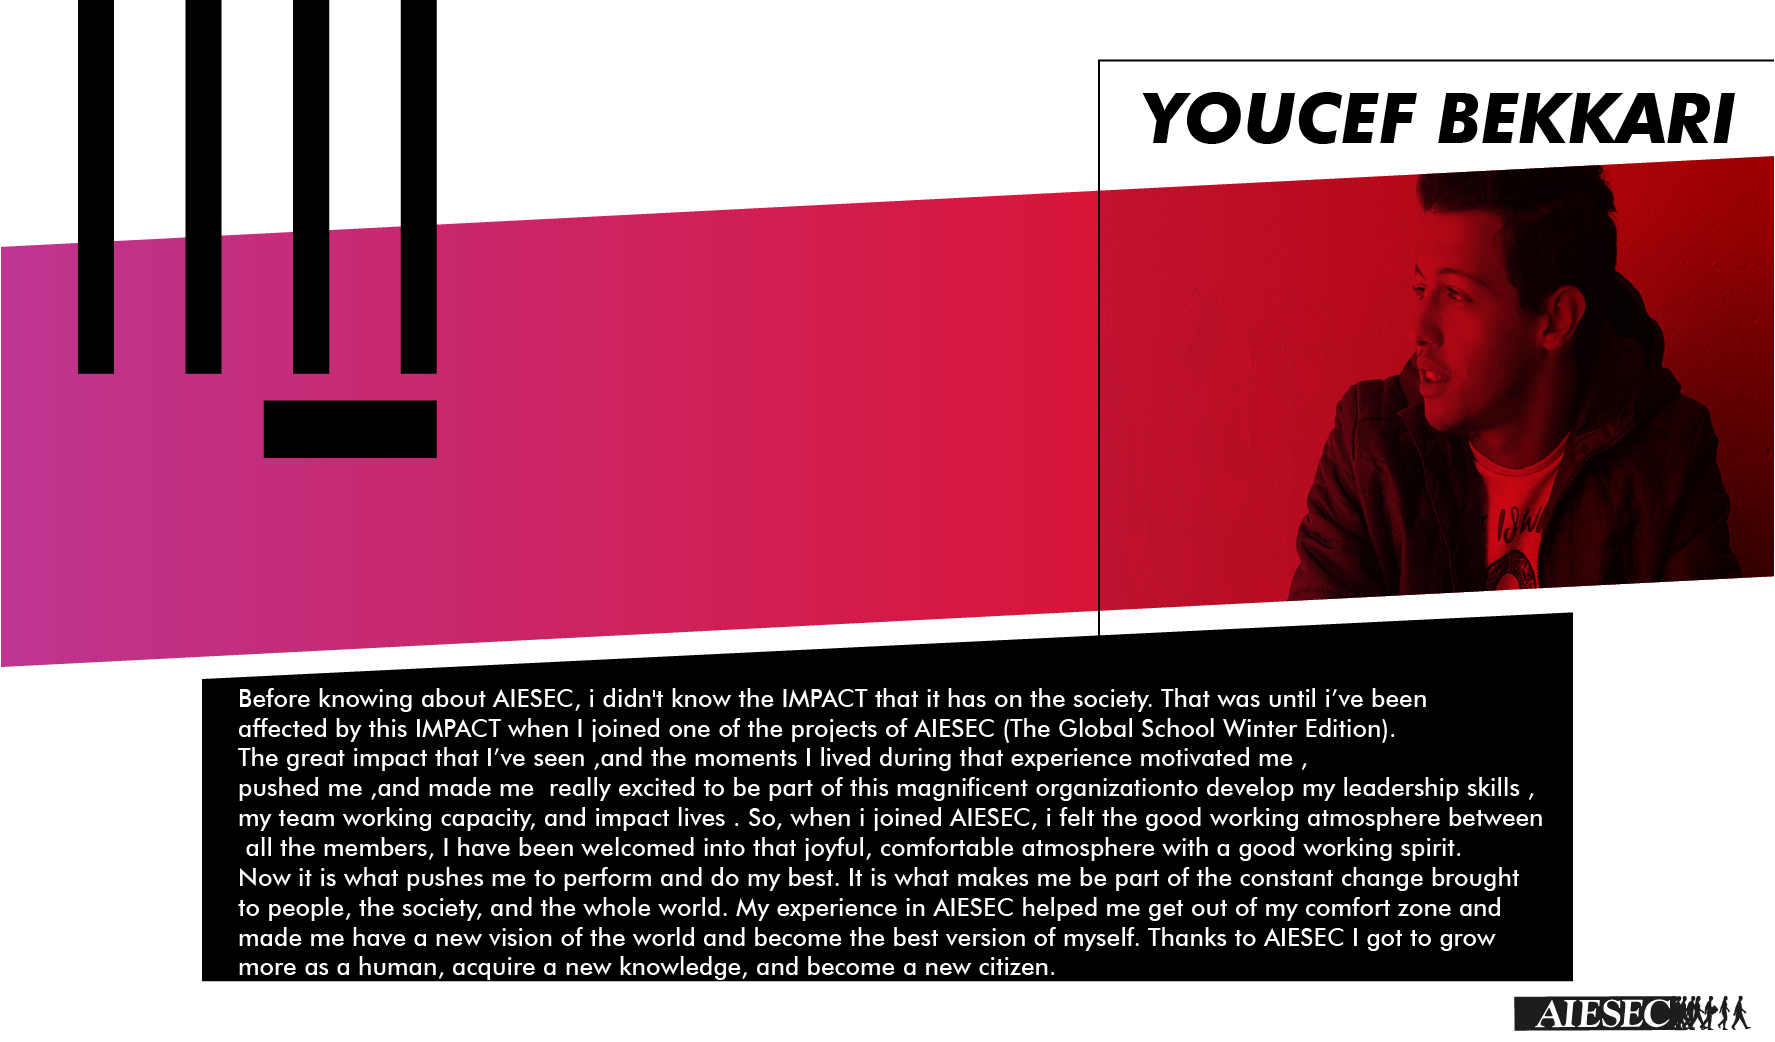 YOUCEF BEKKARI
ISWI
Before knowing about AIESEC, i didn't know the IMPACT that it has on the society. That was until i’ve been
affected by this IMPACT when I joined one of the projects of AIESEC (The Global School Winter Edition).
The great impact that I’ve seen ,and the moments I lived during that experience motivated me ,
pushed me ,and made me  really excited to be part of this magnificent organizationto develop my leadership skills ,
my team working capacity, and impact lives . So, when i joined AIESEC, i felt the good working atmosphere between
all the members, I have been welcomed into that joyful, comfortable atmosphere with a good working spirit.
Now it is what pushes me to perform and do my best. It is what makes me be part of the constant change brought
to people, the society, and the whole world. My experience in AIESEC helped me get out of my comfort zone and
made me have a new vision of the world and become the best version of myself. Thanks to AIESEC I got to grow
more as a human, acquire a new knowledge, and become a new citizen.
AIESEC